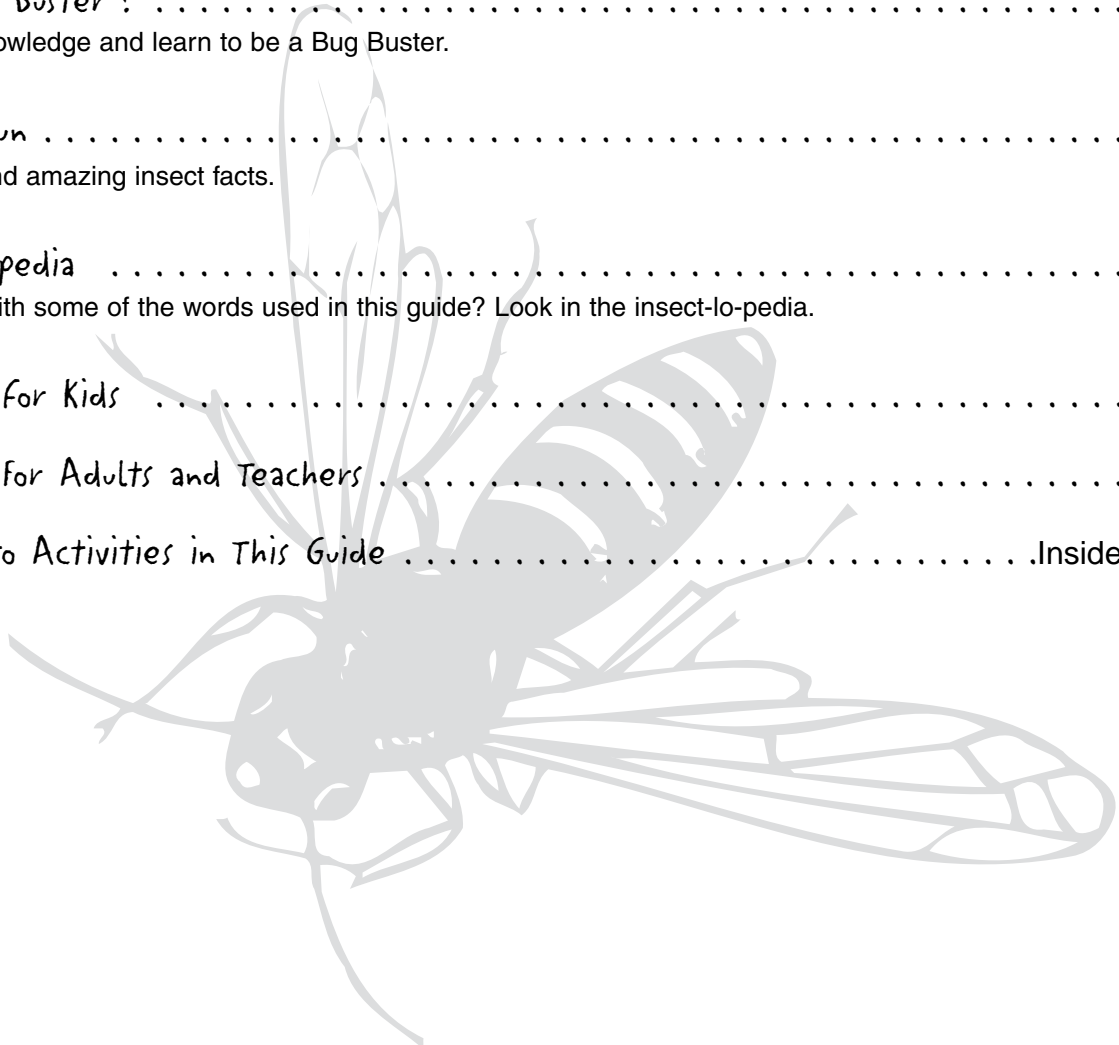 Buster ? . . . . . . . . . . . . . . . . . . . . . . . . . . . . . . . . . . . . . . . . . . . .
owledge and learn to be a Bug Buster.
un . . . . . . . . . . . . . . . . . . . . . . . . . . . . . . . . . . . . . . . . . . . . . . . . .
nd amazing insect facts.
pedia . . . . . . . . . . . . . . . . . . . . . . . . . . . . . . . . . . . . . . . . . . . . . .
ith some of the words used in this guide? Look in the insect-lo-pedia.
For Kids . . . . . . . . . . . . . . . . . . . . . . . . . . . . . . . . . . . . . . . . . . . .
For Adults and Teachers . . . . . . . . . . . . . . . . . . . . . . . . . . . . . . . . . .
to Activities in This Guide . . . . . . . . . . . . . . . . . . . . . . . . . . . . .Inside